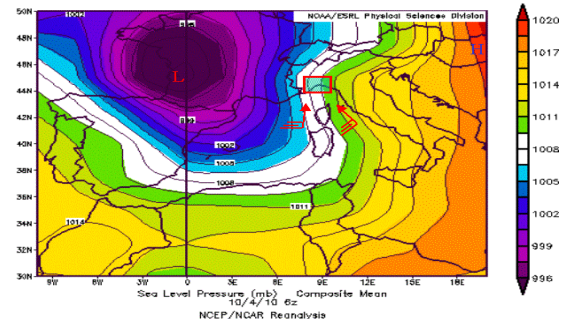 NOAA/ESRL Physical Sciences Division
50N
48N
46N
44N
42N
40N
38N
36N
34N
32N
30N
1002
L
H
1002
1005
1008
1011
1014
9W
6W
3W
0
3E
6E
9E
12E
15E
18E
1020
1017
1014
1011
1008
1005
1002
999
996
Sea Level Pressure (mb) Composite Mean
10/4/10 6z
NCEP/NCAR Reanalysis